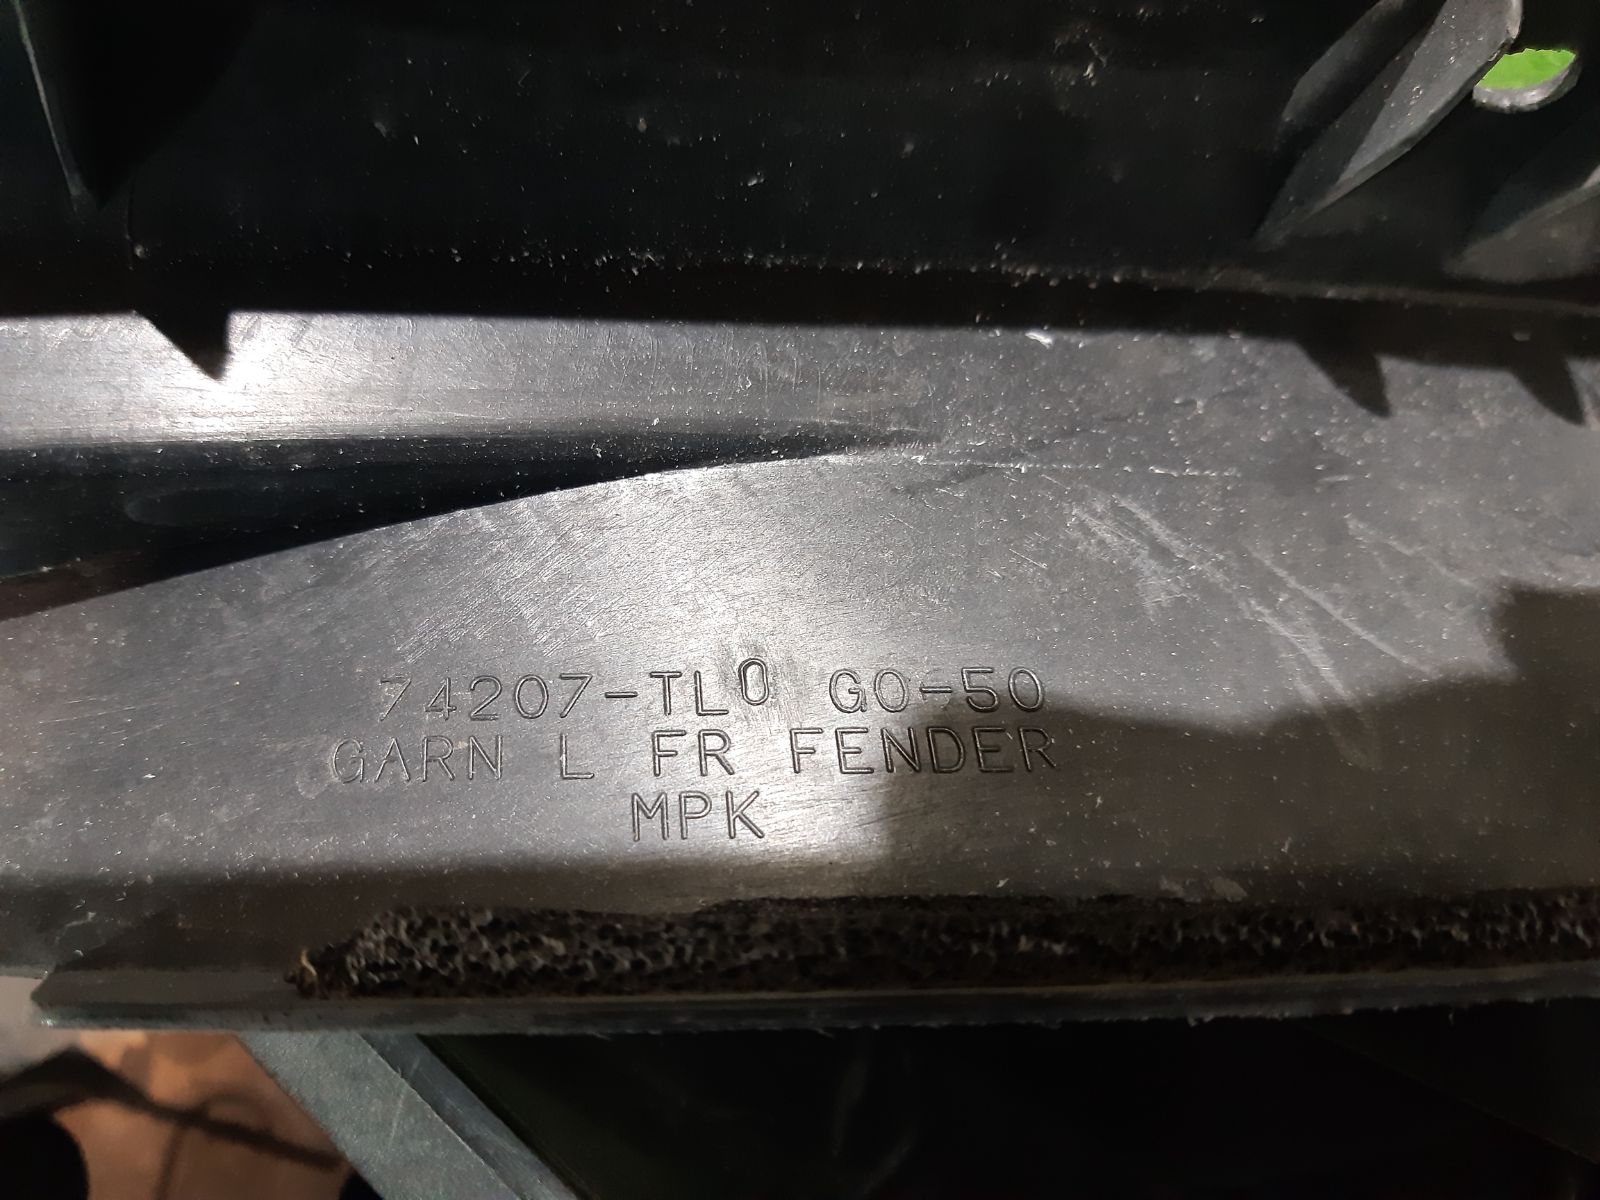 74207-TL0 G0-50
GARN L FR FENDER
MPK